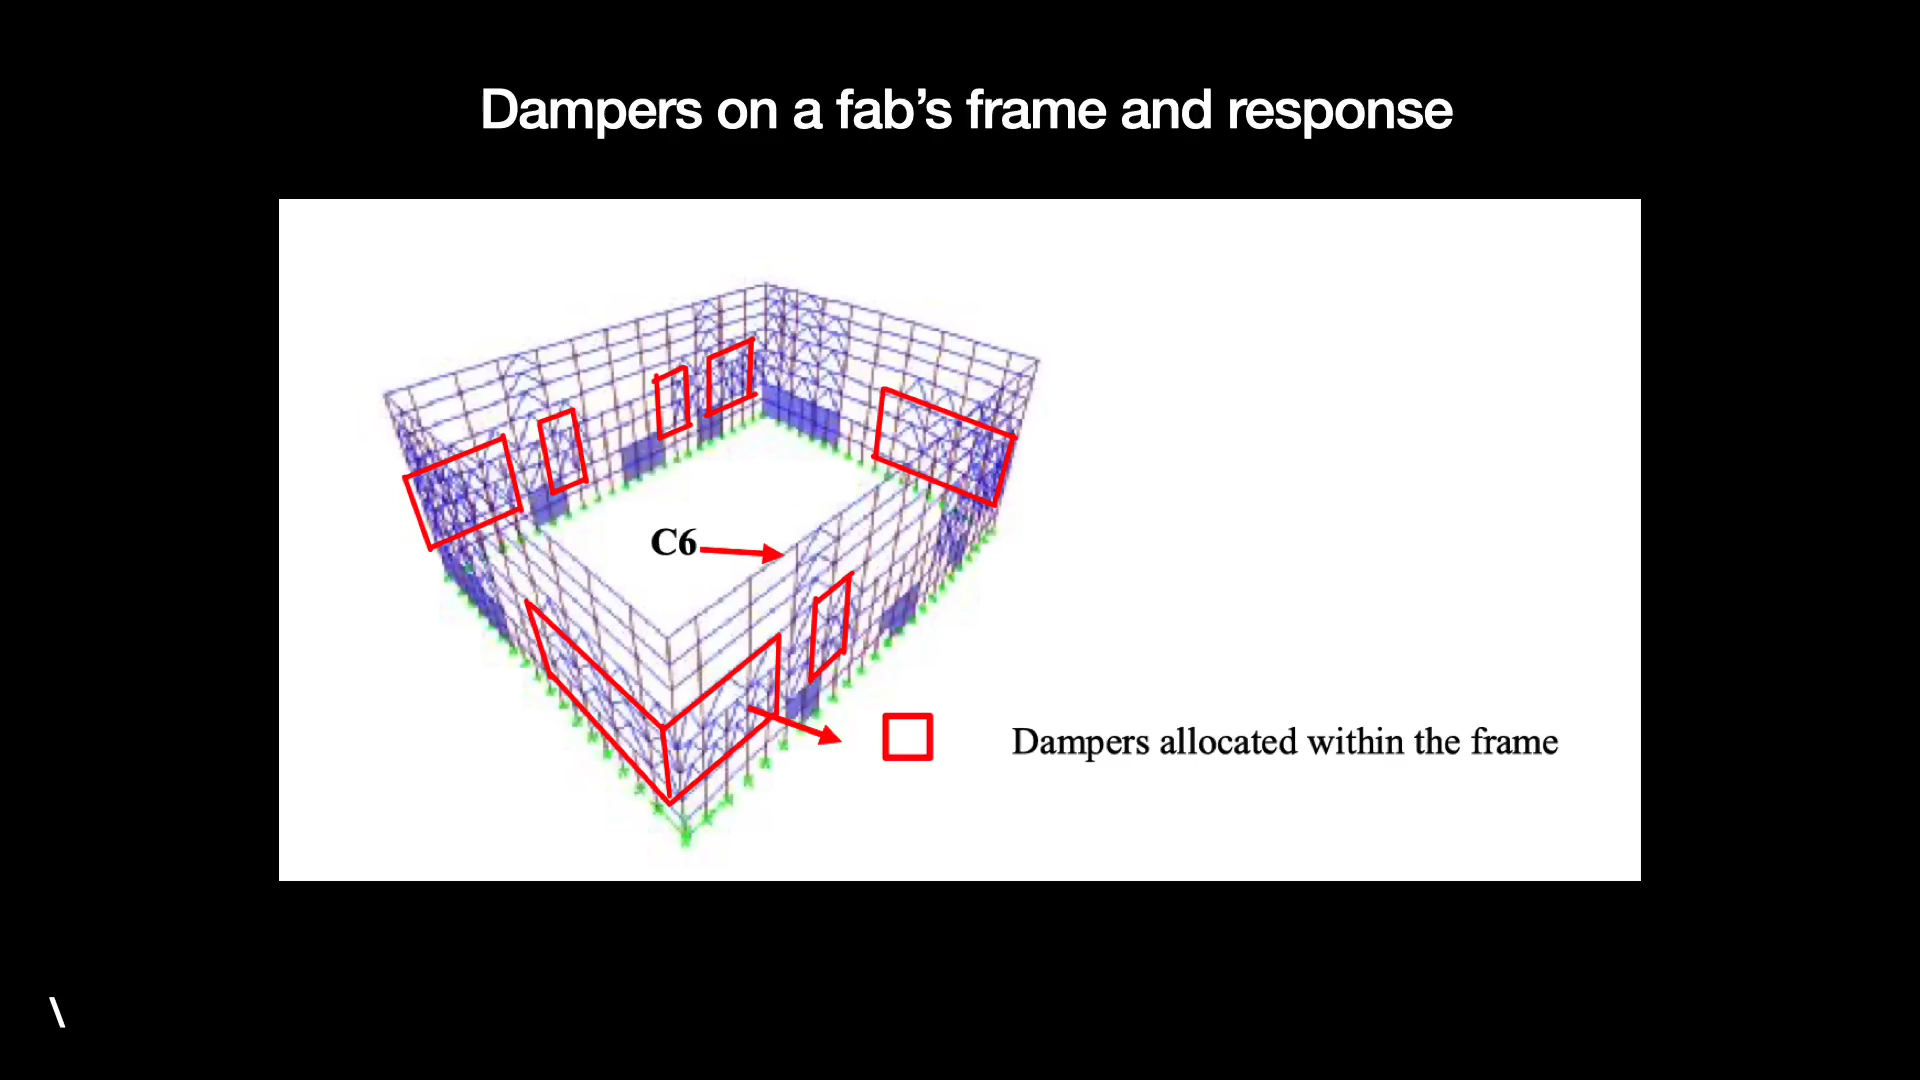 Dampers on a fab’s frame and response
C6
Dampers allocated within the frame
\